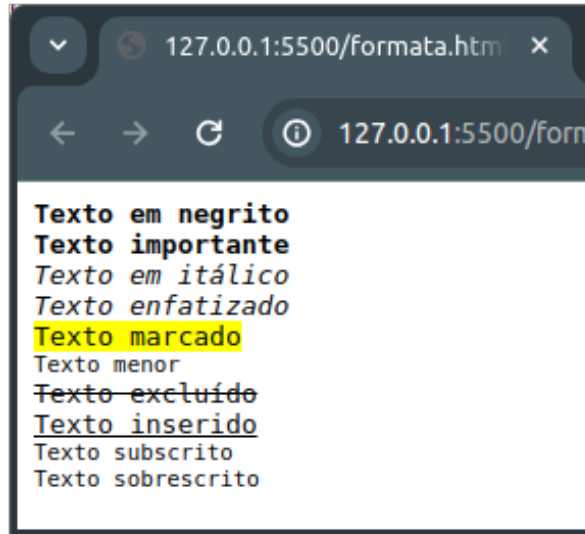 127.0.0.1:5500/formata.htm
127.0.0.1:5500/form
Texto em negrito
Texto importante
Texto em itálico
Texto enfatizado
Texto marcado
Texto menor
Texto excluído
Texto inserido
Texto subscrito
Texto sobrescrito